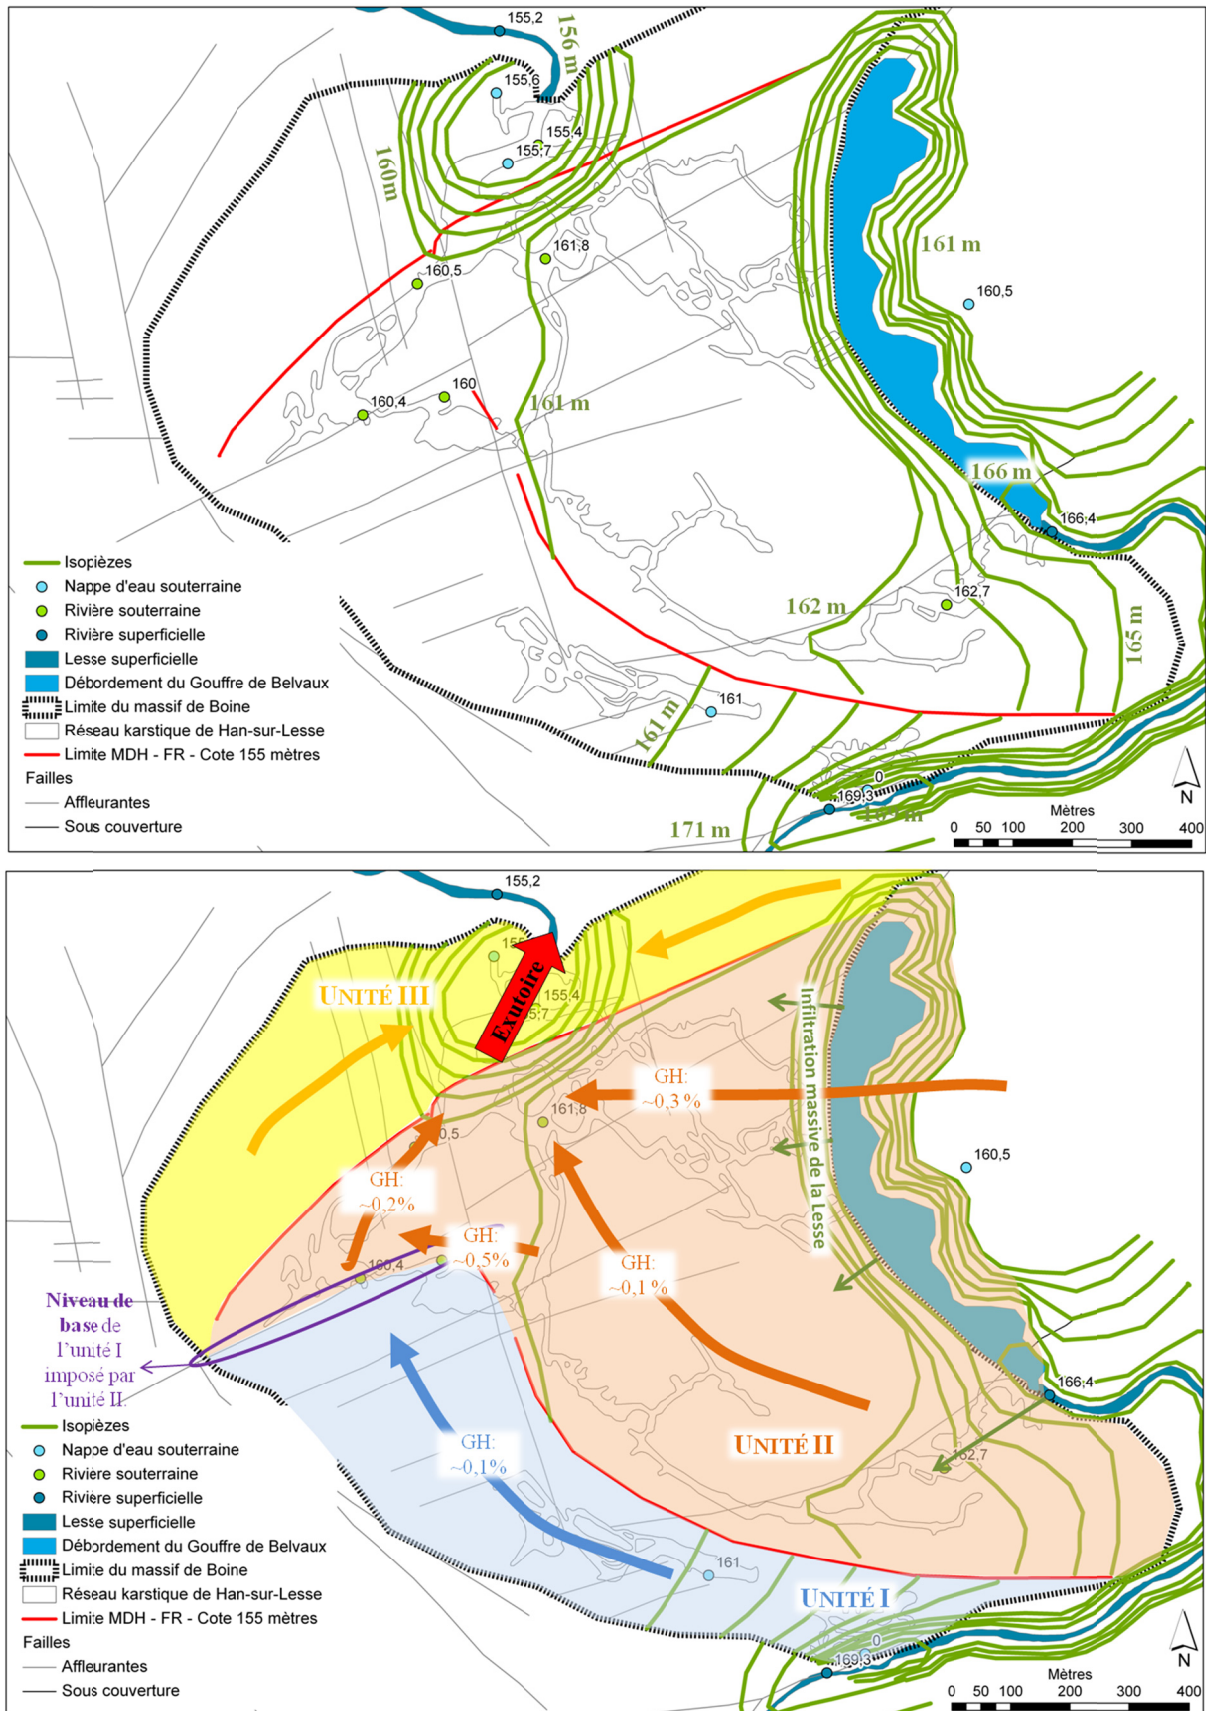 155,2
156 m
155,6
155,4
155,7
160m
161 m
161,8
160,5
160,5
160
160,4
161 m
166 m
166,4
162,7
162 m
165 m
161
161 m
0
169,3
171 m
Isopièzes
Nappe d'eau souterraine
Rivière souterraine
Rivière superficielle
Lesse superficielle
Débordement du Gouffre de Belvaux
Limite du massif de Boine
Réseau karstique de Han-sur-Lesse
Limite MDH - FR - Cote 155 mètres
Failles
Affleurantes
Sous couverture
N
Mètres
0 50 100 200 300 400
155,2
UNITÉ III
Exutoire
155,4
Infiltration massive de la Lesse
GH:
~0,3 %
161,8
160,5
GH:
~0,2%
GH:
~0,5%
GH:
~0,1%
160,4
Niveau de
base de
l'unité I
imposé par
l'unité II
166,4
UNITÉ II
162,7
GH:
~0,1%
161
UNITÉ I
0
169,3
Isopièzes
Nappe d'eau souterraine
Rivière souterraine
Rivière superficielle
Lesse superficielle
Débordement du Gouffre de Belvaux
Limite du massif de Boine
Réseau karstique de Han-sur-Lesse
Limite MDH - FR - Cote 155 mètres
Failles
Affleurantes
Sous couverture
N
Mètres
0 50 100 200 300 400